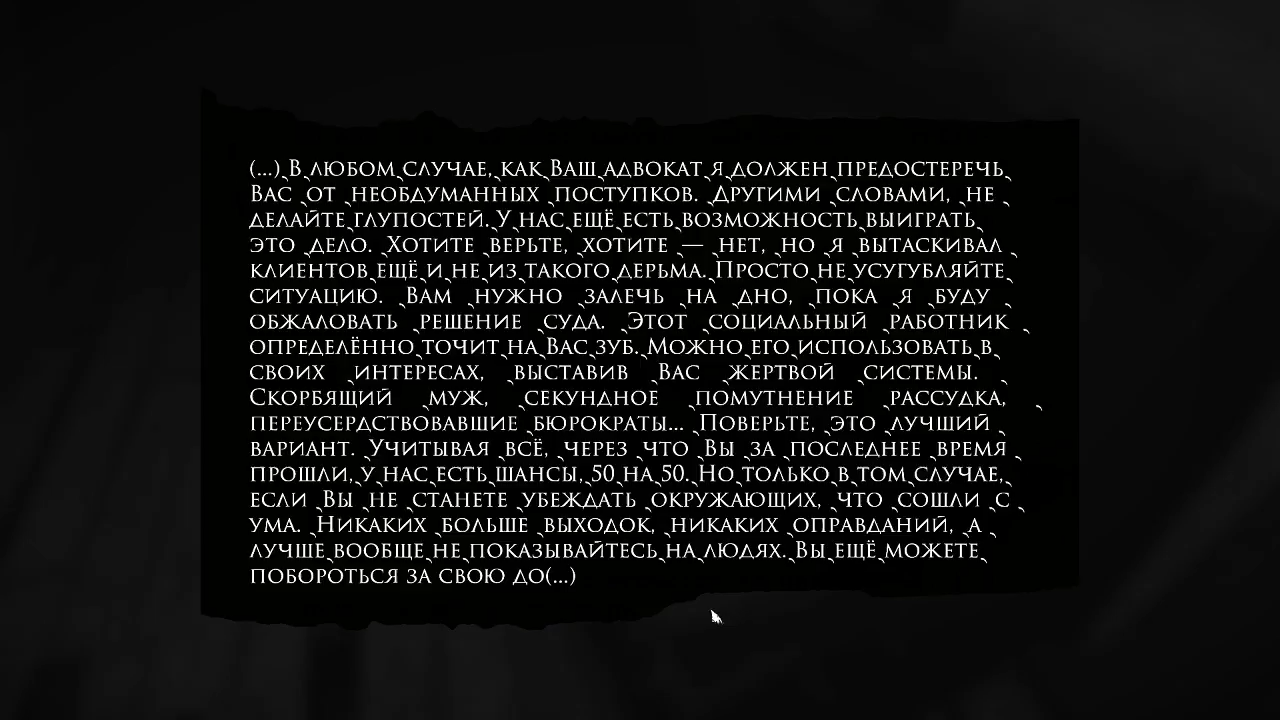 (...) В любом случае, как Ваш адвокат я должен предостеречь
Вас от необдуманных поступков. Другими словами, не
делайте глупостей. У нас ещё есть возможность выиграть
это дело. Хотите верьте, хотите — нет, но я вытаскивал
клиентов ещё и не из такого дерьма. Просто не усугубляйте
ситуацию. Вам нужно залечь на дно, пока я буду
обжаловать решение суда. Этот социальный работник
определённо точит на Вас зуб. Можно его использовать в
своих интересах, выставив Вас жертвой системы.
Скорбящий муж, секундное помутнение рассудка,
переусердствовавшие бюрократы... Поверьте, это лучший
вариант. Учитывая всё, через что Вы за последнее время
прошли, у нас есть шансы, 50 на 50. Но только в том случае,
если Вы не станете убеждать окружающих, что сошли с
ума. Никаких больше выходок, никаких оправданий, а
лучше вообще не показывайтесь на людях. Вы ещё можете
побороться за свою до(...)